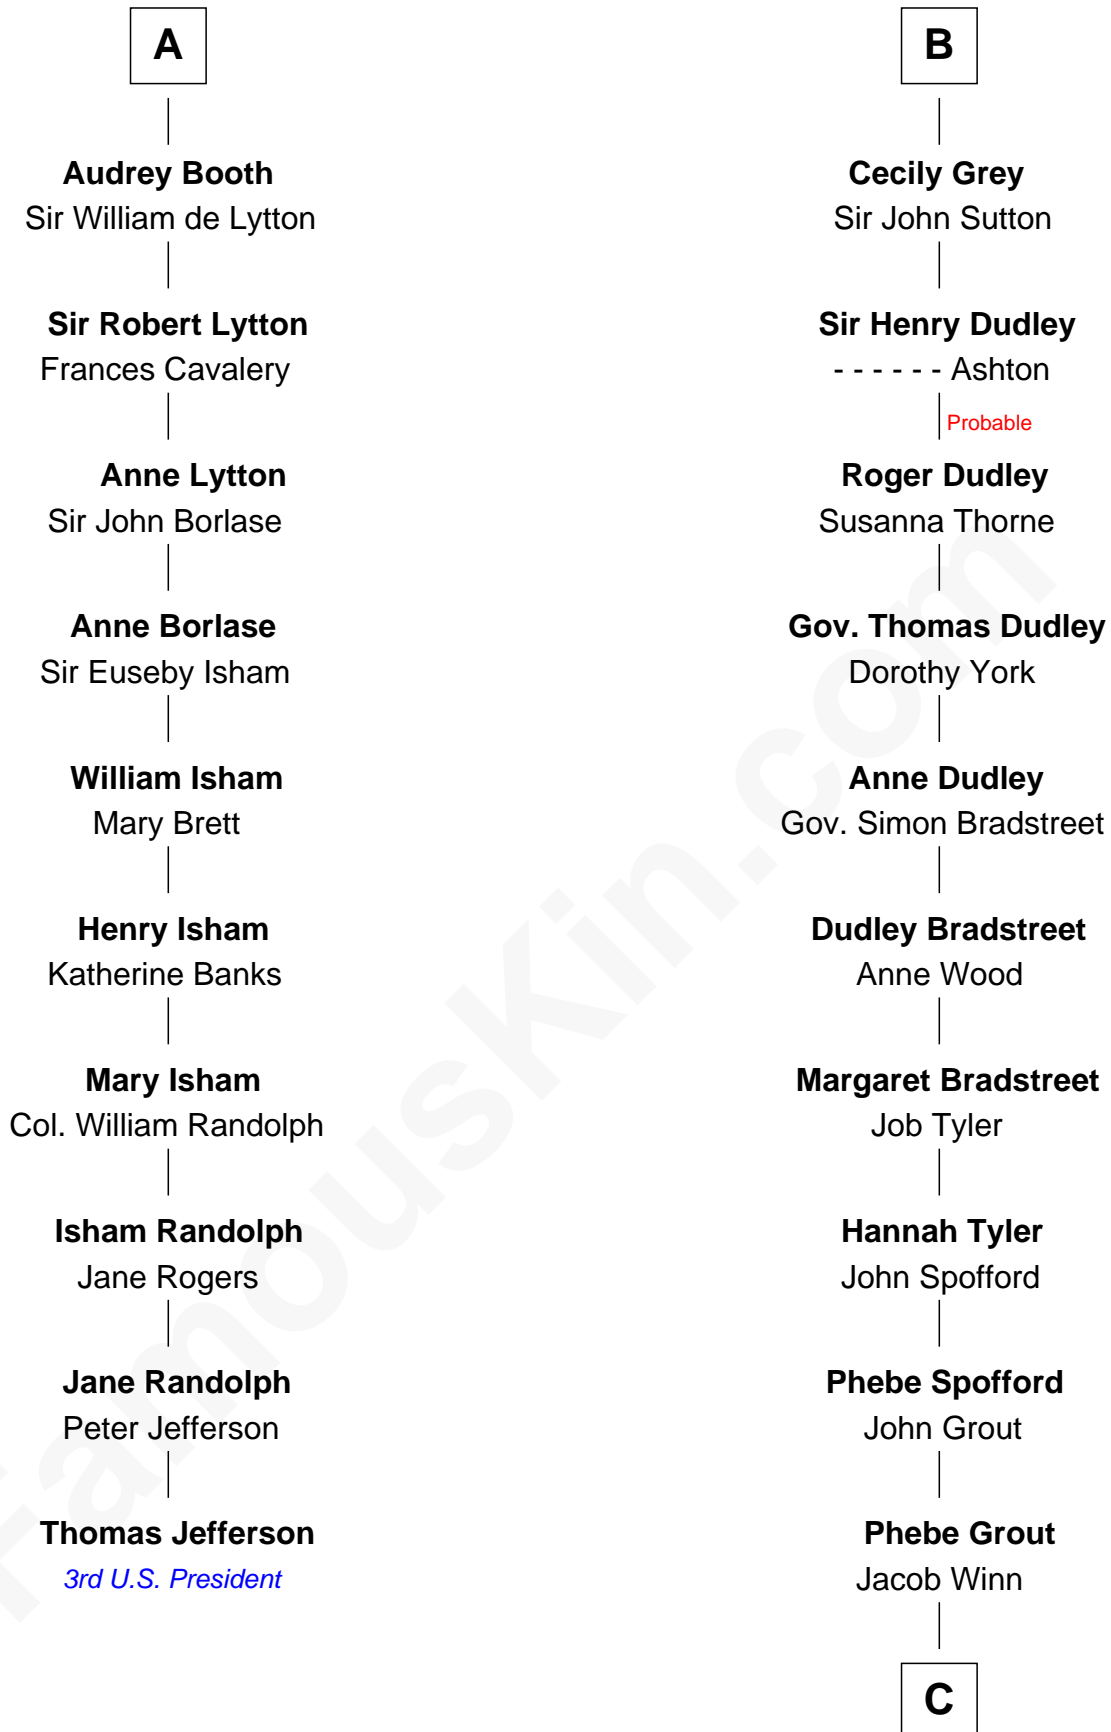 A
Audrey Booth
Sir William de Lytton
Sir Robert Lytton
Frances Cavalery
Anne Lytton
Sir John Borlase
Anne Borlase
Sir Euseby Isham
William Isham
Mary Brett
Henry Isham
Katherine Banks
Mary Isham
Col. William Randolph
Isham Randolph
Jane Rogers
Jane Randolph
Peter Jefferson
Thomas Jefferson
3rd U.S. President
B
Cecily Grey
Sir John Sutton
Sir Henry Dudley
- - - - - - Ashton
Probable
Roger Dudley
Susanna Thorne
Gov. Thomas Dudley
Dorothy York
Anne Dudley
Gov. Simon Bradstreet
Dudley Bradstreet
Anne Wood
Margaret Bradstreet
Job Tyler
Hannah Tyler
John Spofford
Phebe Spofford
John Grout
Phebe Grout
Jacob Winn
C
FamousKin.com